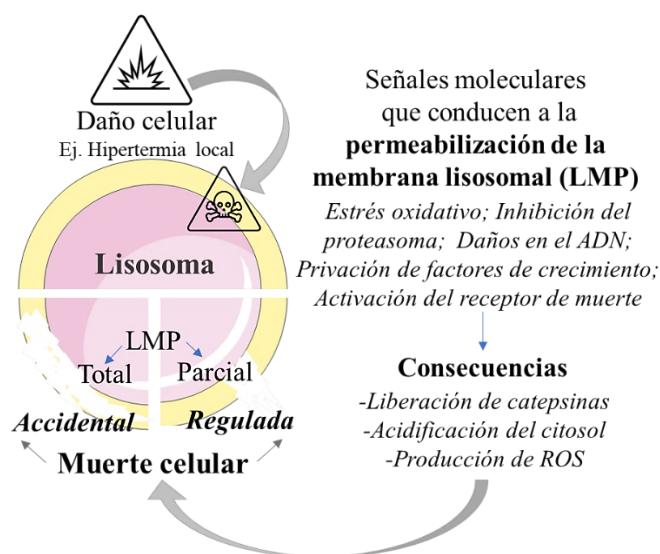 Daño celular
Ej. Hipertermia local
Lisosoma
LMP
Total
Parcial
Accidental
Regulada
Muerte celular
Señales moleculares
que conducen a la
permeabilización de la
membrana lisosomal (LMP)
Estrés oxidativo; Inhibición del
proteasoma; Daños en el ADN;
Privación de factores de crecimiento;
Activación del receptor de muerte
Consecuencias
-Liberación de catepsinas
-Acidificación del citosol
-Producción de ROS